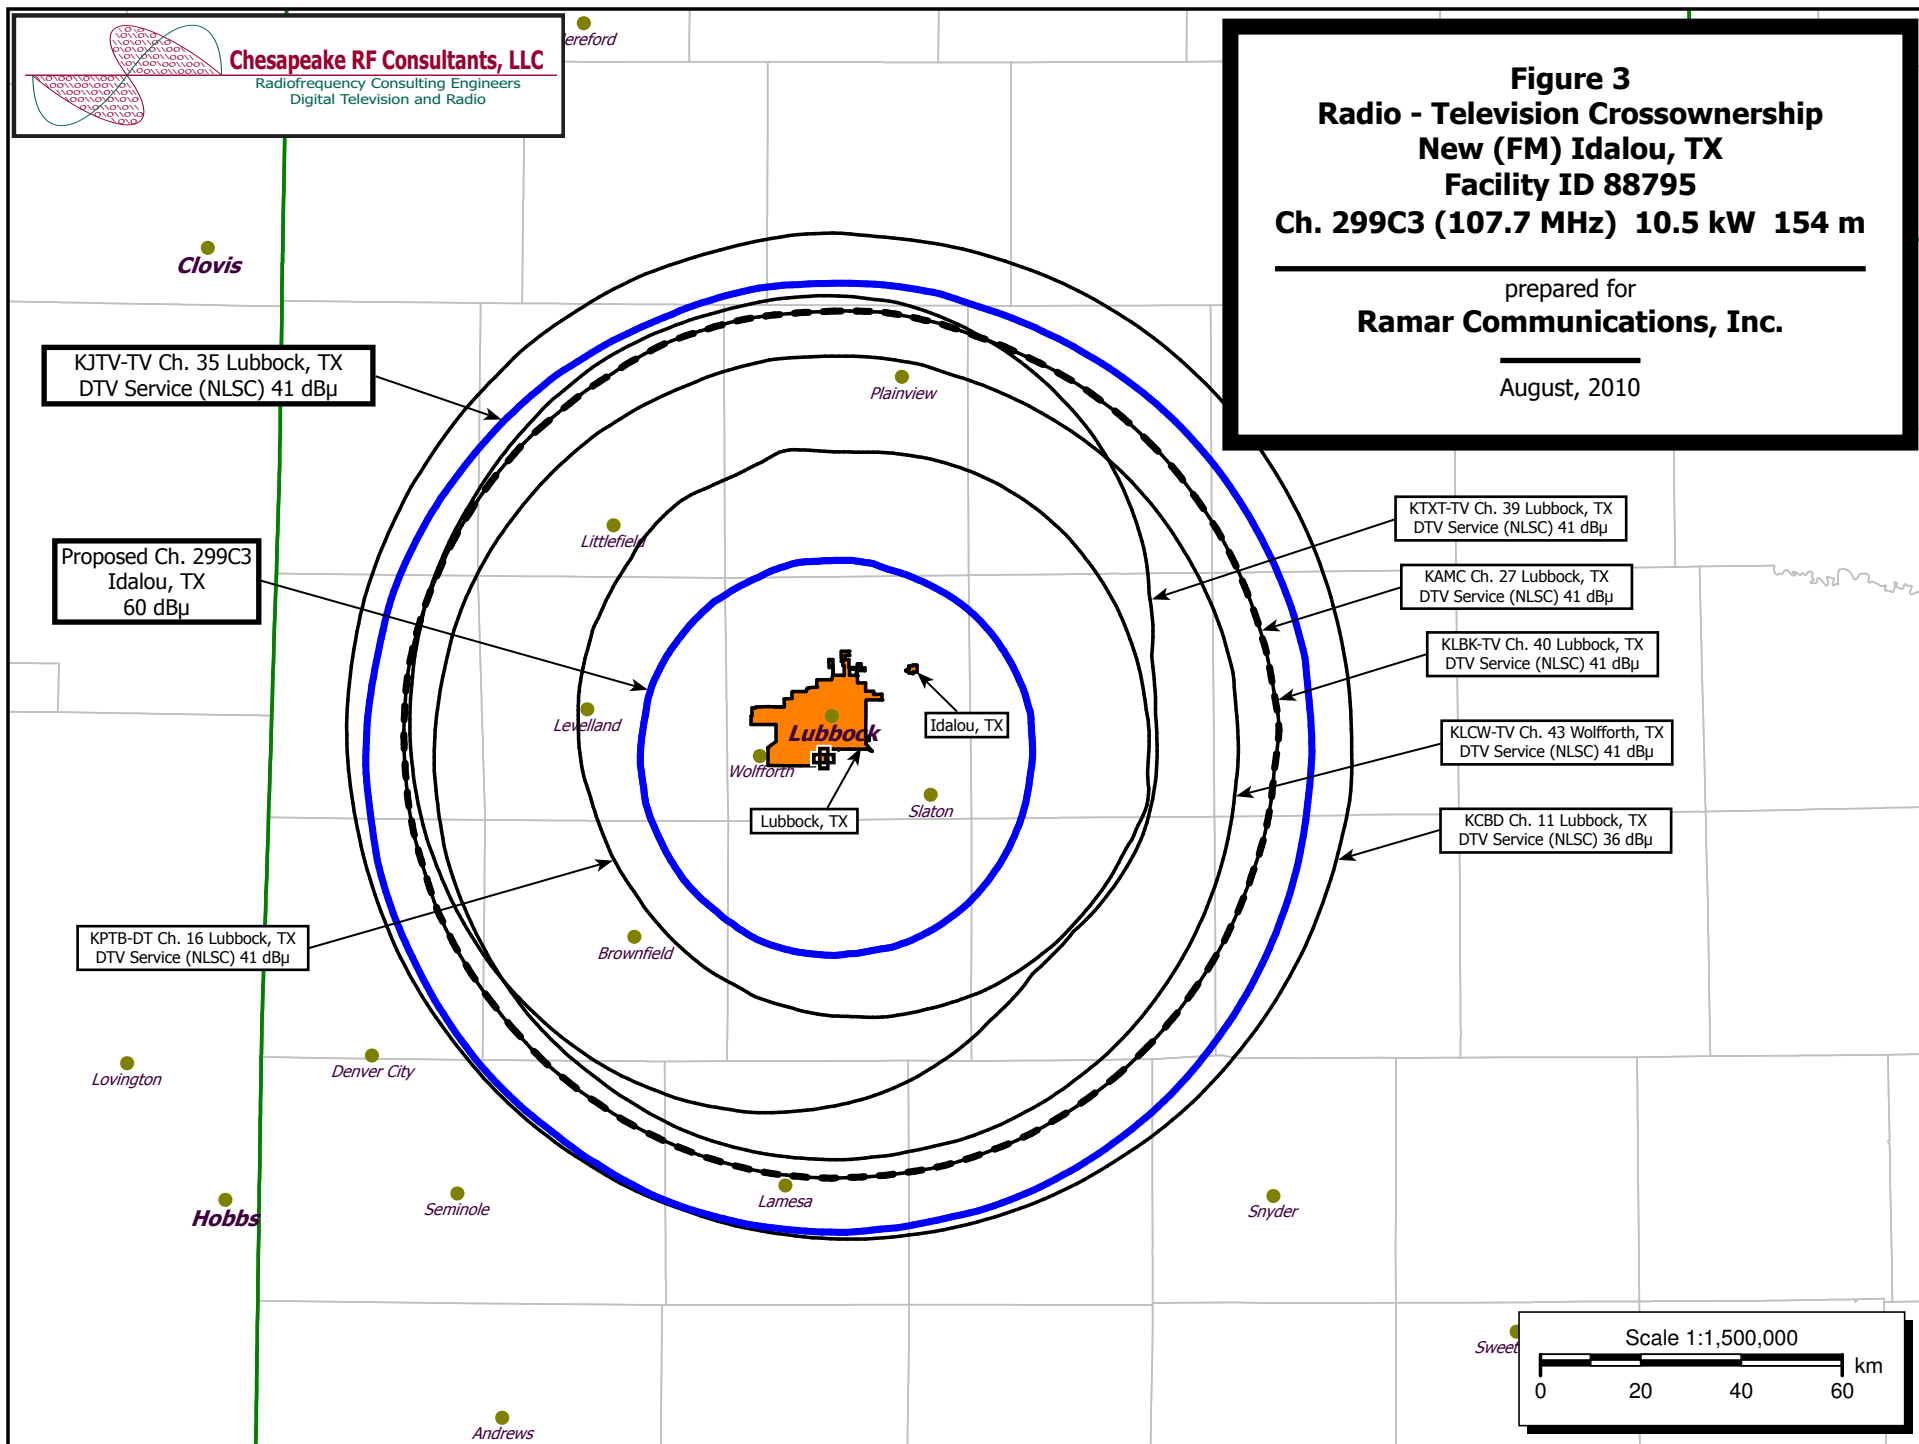 Chesapeake RF Consultants, LLC
Radiofrequency Consulting Engineers
Digital Television and Radio
Figure 3
Radio - Television Crossownership
New (FM) Idalou, TX
Facility ID 88795
Ch. 299C3 (107.7 MHz) 10.5 kW 154 m
prepared for
Ramar Communications, Inc.
August, 2010
ereford
Clovis
KJTV-TV Ch. 35 Lubbock, TX
DTV Service (NLSC) 41 dBµ
Plainview
Littlefield
KTXT-TV Ch. 39 Lubbock, TX
DTV Service (NLSC) 41 dBµ
Proposed Ch. 299C3
Idalou, TX
60 dBµ
KAMC Ch. 27 Lubbock, TX
DTV Service (NLSC) 41 dBµ
KLBK-TV Ch. 40 Lubbock, TX
DTV Service (NLSC) 41 dBµ
Levelland
Lubbock
Idalou, TX
KLCW-TV Ch. 43 Wolfforth, TX
DTV Service (NLSC) 41 dBµ
Wolfforth
Slaton
Lubbock, TX
KCBD Ch. 11 Lubbock, TX
DTV Service (NLSC) 36 dBµ
KPTB-DT Ch. 16 Lubbock, TX
DTV Service (NLSC) 41 dBµ
Brownfield
Lovington
Denver City
Hobbs
Seminole
Lamesa
Snyder
Sweet
Andrews
Scale 1:1,500,000
km
0 20 40 60